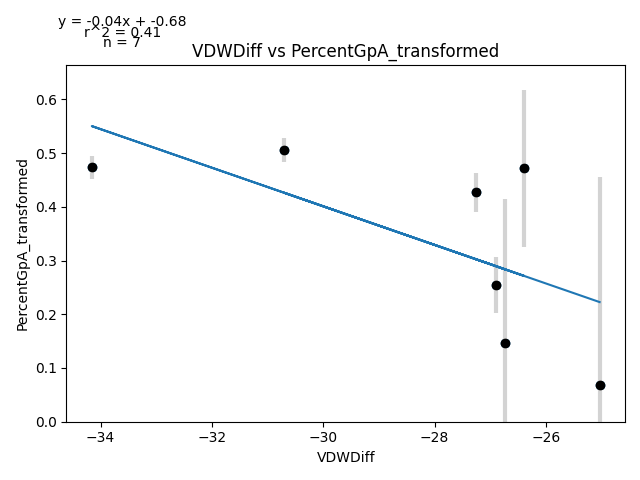 y = -0.04x + -0.68
r^2 = 0.41
n = 7
VDWDiff vs PercentGpA_transformed
PercentGpA_transformed
0.6
0.5
0.4
0.3
0.2
0.1
0.0
−34
−32
−30
−28
−26
VDWDiff